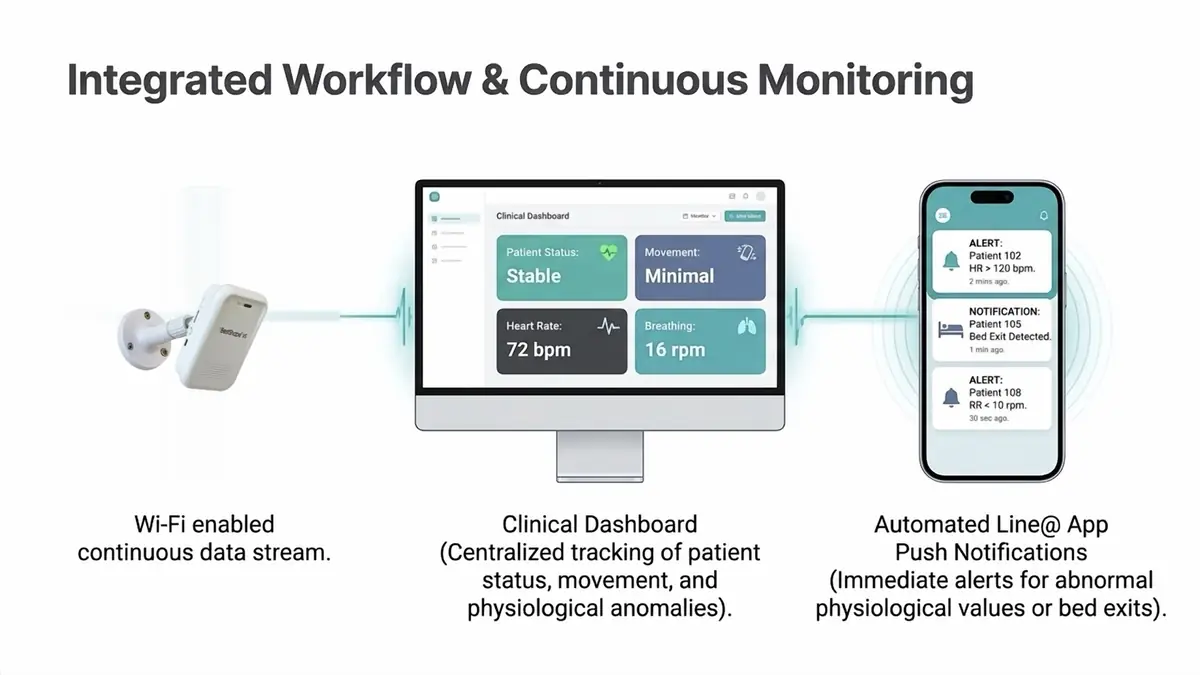 Integrated Workflow & Continuous Monitoring
Clinical Dashboard
Patient Status:
Stable
Movement:
Minimal
Heart Rate:
72 bpm
Breathing:
16 rpm
ALERT:
Patient 102
HR > 120 bpm.
2 mins ago.
NOTIFICATION:
Patient 105
Bed Exit Detected.
1 min ago.
ALERT:
Patient 108
RR < 10 rpm.
30 sec ago.
Wi-Fi enabled
continuous data stream.
Clinical Dashboard
(Centralized tracking of patient
status, movement, and
physiological anomalies).
Automated Line@ App
Push Notifications
(Immediate alerts for abnormal
physiological values or bed exits).